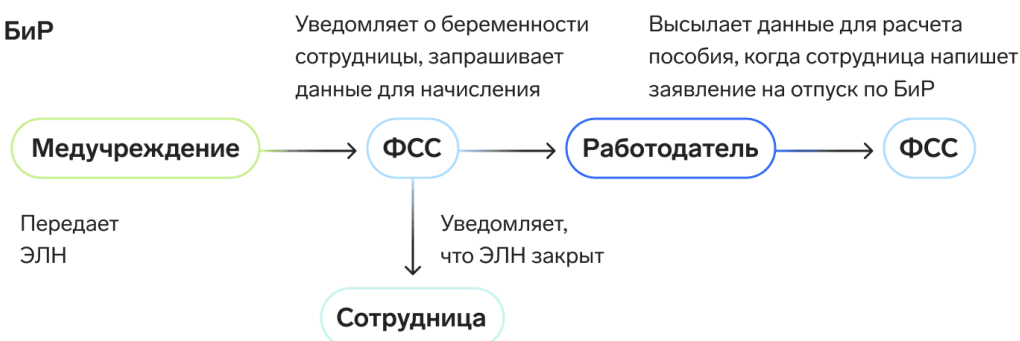 БиР
Уведомляет о беременности
сотрудницы, запрашивает
данные для начисления
Высылает данные для расчета
пособия, когда сотрудница напишет
заявление на отпуск по БиР
Медучреждение
ФСС
Работодатель
ФСС
Передает
ЭЛН
Уведомляет,
что ЭЛН закрыт
Сотрудница